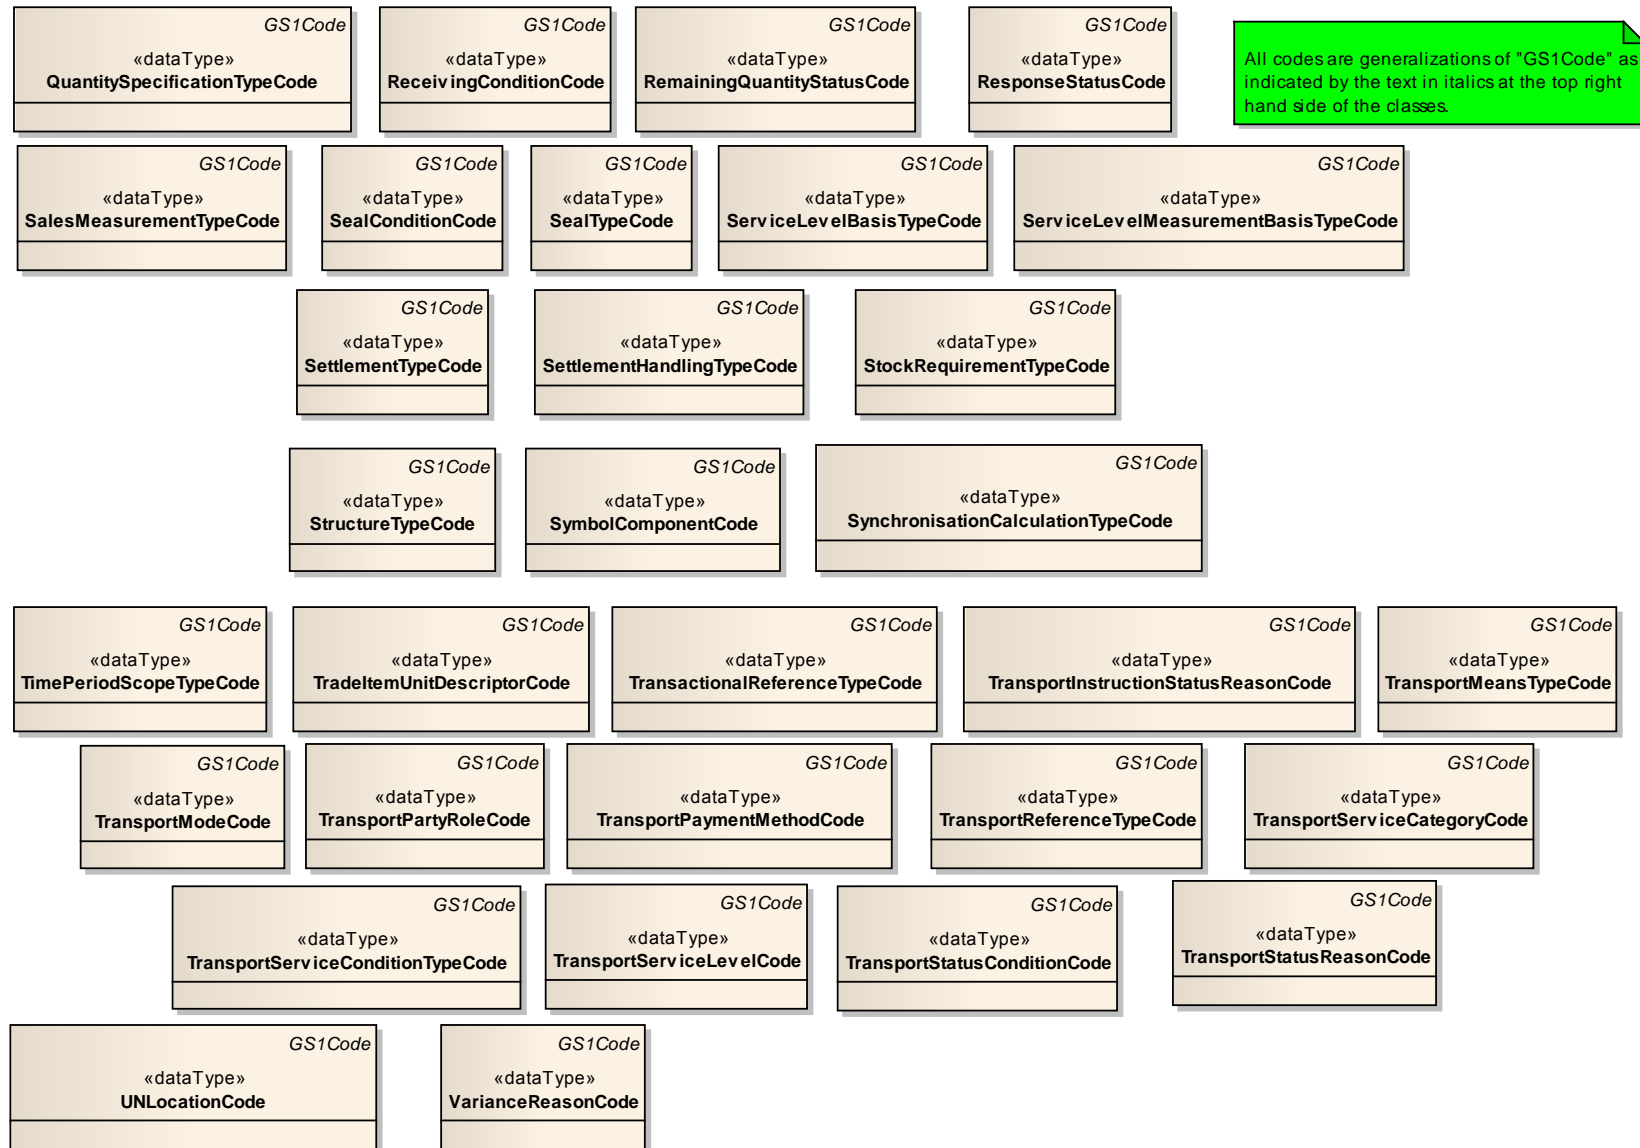 GS1Code
«dataType»
QuantitySpecificationTypeCode
GS1Code
«dataType»
ReceivingConditionCode
GS1Code
«dataType»
RemainingQuantityStatusCode
GS1Code
«dataType»
ResponseStatusCode
All codes are generalizations of "GS1Code" as
indicated by the text in italics at the top right
hand side of the classes.
GS1Code
«dataType»
SalesMeasurementTypeCode
GS1Code
«dataType»
SealConditionCode
GS1Code
«dataType»
SealTypeCode
GS1Code
«dataType»
ServiceLevelBasisTypeCode
GS1Code
«dataType»
ServiceLevelMeasurementBasisTypeCode
GS1Code
«dataType»
SettlementTypeCode
GS1Code
«dataType»
SettlementHandlingTypeCode
GS1Code
«dataType»
StockRequirementTypeCode
GS1Code
«dataType»
StructureTypeCode
GS1Code
«dataType»
SymbolComponentCode
GS1Code
«dataType»
SynchronisationCalculationTypeCode
GS1Code
«dataType»
TimePeriodScopeTypeCode
GS1Code
«dataType»
TradeItemUnitDescriptorCode
GS1Code
«dataType»
TransactionalReferenceTypeCode
GS1Code
«dataType»
TransportInstructionStatusReasonCode
GS1Code
«dataType»
TransportMeansTypeCode
GS1Code
«dataType»
TransportModeCode
GS1Code
«dataType»
TransportPartyRoleCode
GS1Code
«dataType»
TransportPaymentMethodCode
GS1Code
«dataType»
TransportReferenceTypeCode
GS1Code
«dataType»
TransportServiceCategoryCode
GS1Code
«dataType»
TransportServiceConditionTypeCode
GS1Code
«dataType»
TransportServiceLevelCode
GS1Code
«dataType»
TransportStatusConditionCode
GS1Code
«dataType»
TransportStatusReasonCode
GS1Code
«dataType»
UNLocationCode
GS1Code
«dataType»
VarianceReasonCode